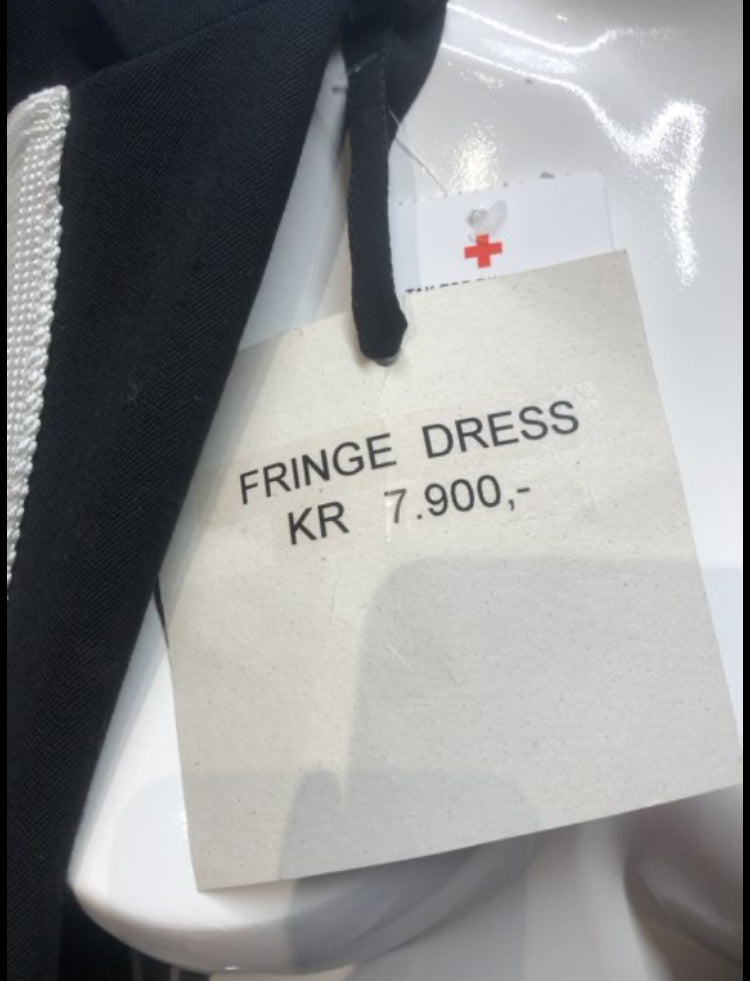 FRINGE DRESS
KR 7.900,-